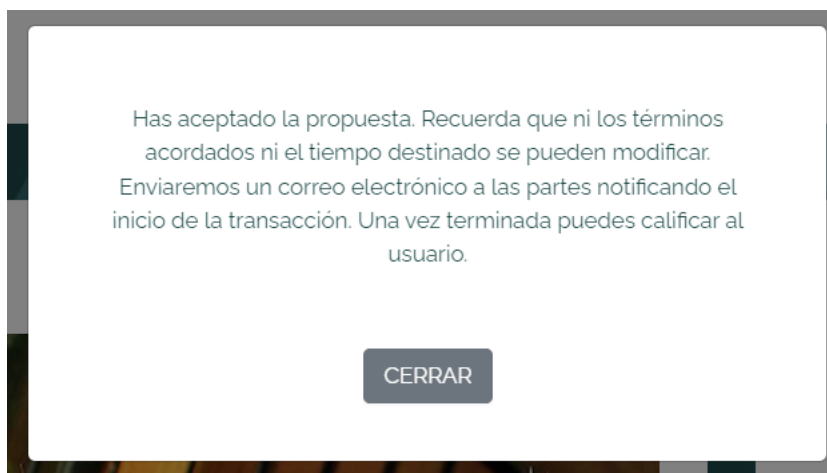 Has aceptado la propuesta. Recuerda que ni los términos
acordados ni el tiempo destinado se pueden modificar.
Enviaremos un correo electrónico a las partes notificando el
inicio de la transacción. Una vez terminada puedes calificar al
usuario.
CERRAR